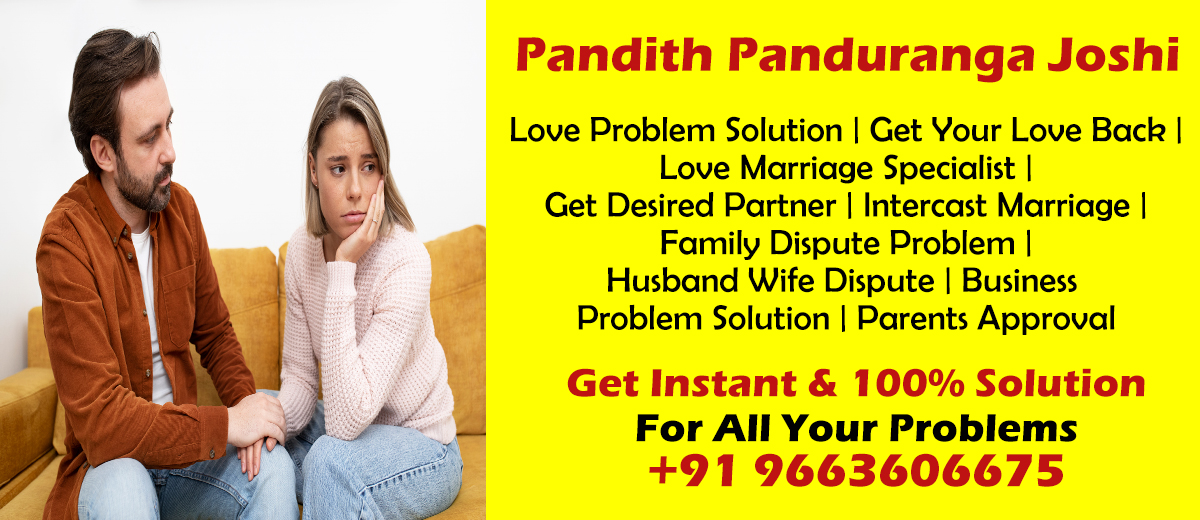 Pandith Panduranga Joshi
Love Problem Solution | Get Your Love Back |
Love Marriage Specialist |
Get Desired Partner | Intercast Marriage |
Family Dispute Problem |
Husband Wife Dispute | Business
Problem Solution | Parents Approval
Get Instant & 100% Solution
For All Your Problems
+91 9663606675